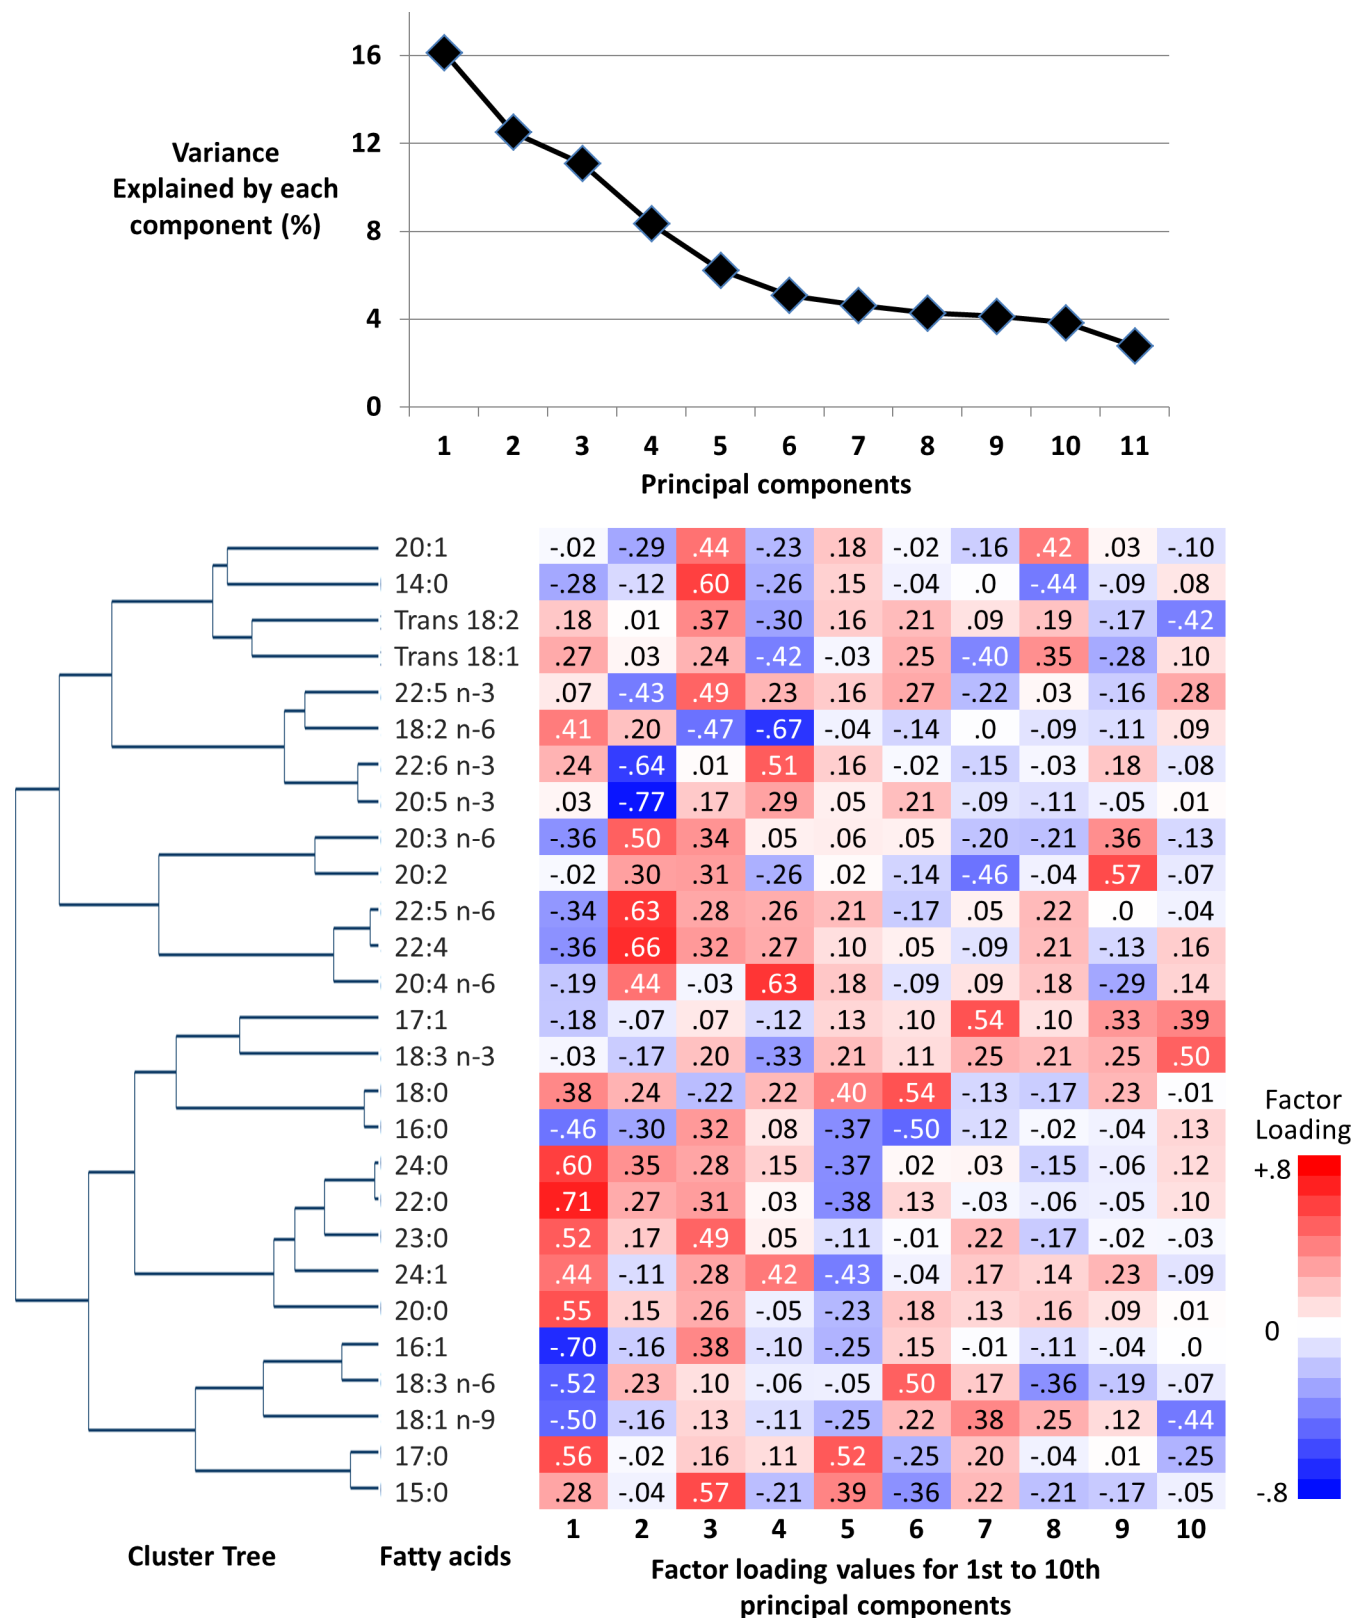 16
12
Variance
Explained by each
component (%)
8
4
0
1 2 3 4 5 6 7 8 9 10 11
Principal components
20:1 -.02 -.29 .44 -.23 .18 -.02 -.16 .42 .03 -.10
14:0 -.28 -.12 .60 -.26 .15 -.04 .0 -.44 -.09 .08
Trans 18:2 .18 .01 .37 -.30 .16 .21 .09 .19 -.17 -.42
Trans 18:1 .27 .03 .24 -.42 -.03 .25 -.40 .35 -.28 .10
22:5 n-3 .07 -.43 .49 .23 .16 .27 -.22 .03 -.16 .28
18:2 n-6 .41 .20 -.47 -.67 -.04 -.14 .0 -.09 -.11 .09
22:6 n-3 .24 -.64 .01 .51 .16 -.02 -.15 -.03 .18 -.08
20:5 n-3 .03 -.77 .17 .29 .05 .21 -.09 -.11 -.05 .01
20:3 n-6 -.36 .50 .34 .05 .06 .05 -.20 -.21 .36 -.13
20:2 -.02 .30 .31 -.26 .02 -.14 -.46 -.04 .57 -.07
22:5 n-6 -.34 .63 .28 .26 .21 -.17 .05 .22 .0 -.04
22:4 -.36 .66 .32 .27 .10 .05 -.09 .21 -.13 .16
20:4 n-6 -.19 .44 -.03 .63 .18 -.09 .09 .18 -.29 .14
17:1 -.18 -.07 .07 -.12 .13 .10 .54 .10 .33 .39
18:3 n-3 -.03 -.17 .20 -.33 .21 .11 .25 .21 .25 .50
18:0 .38 .24 -.22 .22 .40 .54 -.13 -.17 .23 -.01
16:0 -.46 -.30 .32 .08 -.37 -.50 -.12 -.02 -.04 .13
24:0 .60 .35 .28 .15 -.37 .02 .03 -.15 -.06 .12
22:0 .71 .27 .31 .03 -.38 .13 -.03 -.06 -.05 .10
23:0 .52 .17 .49 .05 -.11 -.01 .22 -.17 -.02 -.03
24:1 .44 -.11 .28 .42 -.43 -.04 .17 .14 .23 -.09
20:0 .55 .15 .26 -.05 -.23 .18 .13 .16 .09 .01
16:1 -.70 -.16 .38 -.10 -.25 .15 -.01 -.11 -.04 .0
18:3 n-6 -.52 .23 .10 -.06 -.05 .50 .17 -.36 -.19 -.07
18:1 n-9 -.50 -.16 .13 -.11 -.25 .22 .38 .25 .12 -.44
17:0 .56 -.02 .16 .11 .52 -.25 .20 -.04 .01 -.25
15:0 .28 -.04 .57 -.21 .39 -.36 .22 -.21 -.17 -.05
1 2 3 4 5 6 7 8 9 10
Cluster Tree
Fatty acids
Factor loading values for 1st to 10th
principal components
Factor
Loading
+.8
0
-.8